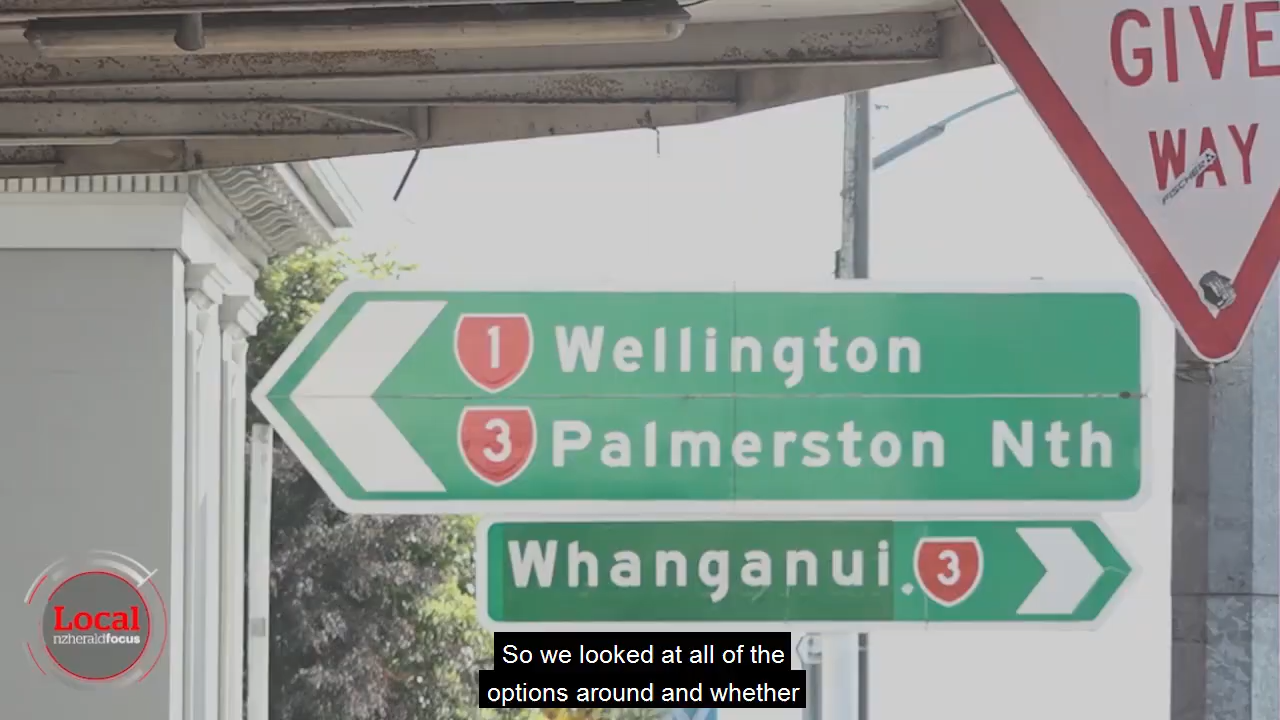 GIVE
WAY
FISCHER
1 Wellington
3 Palmerston Nth
Whanganui 3
Local
nzheraldfocus
So we looked at all of the
options around and whether